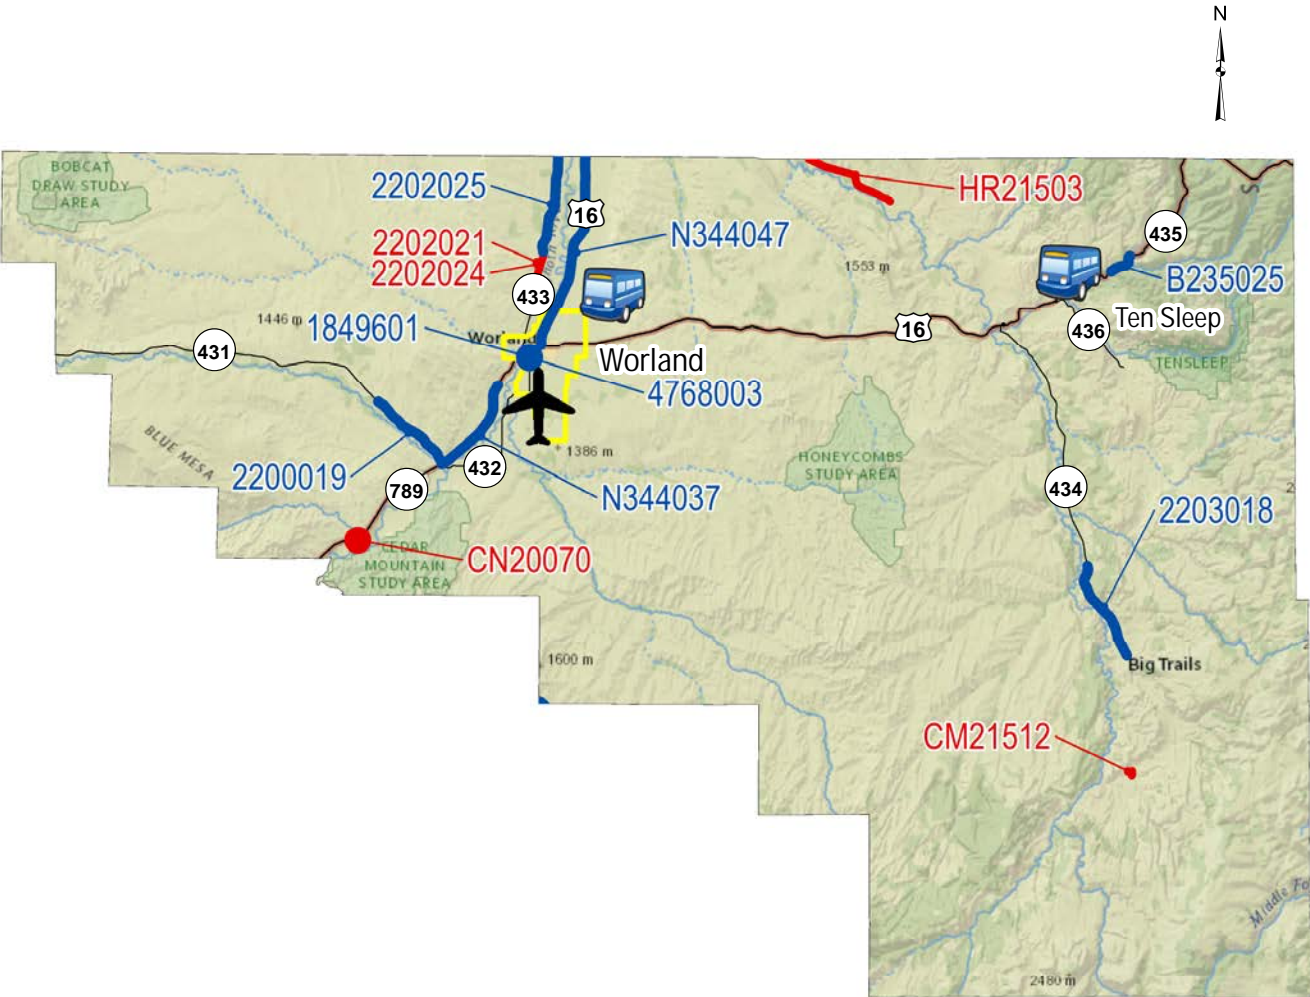 N
BOBCAT
DRAW STUDY
AREA
2202025
16
HR21503
2202021
2202024
N344047
435
1553 m
B235025
433
1446 m
1849601
16
436
Ten Sleep
431
Worland
Worland
TENSLEEP
4768003
BLUE MESA
1386 m
HONEYCOMBS
STUDY AREA
2200019
432
789
N344037
434
2203018
CEDAR
MOUNTAIN
STUDY AREA
CN20070
1600 m
Big Trails
CM21512
Middle Fo
2480 m